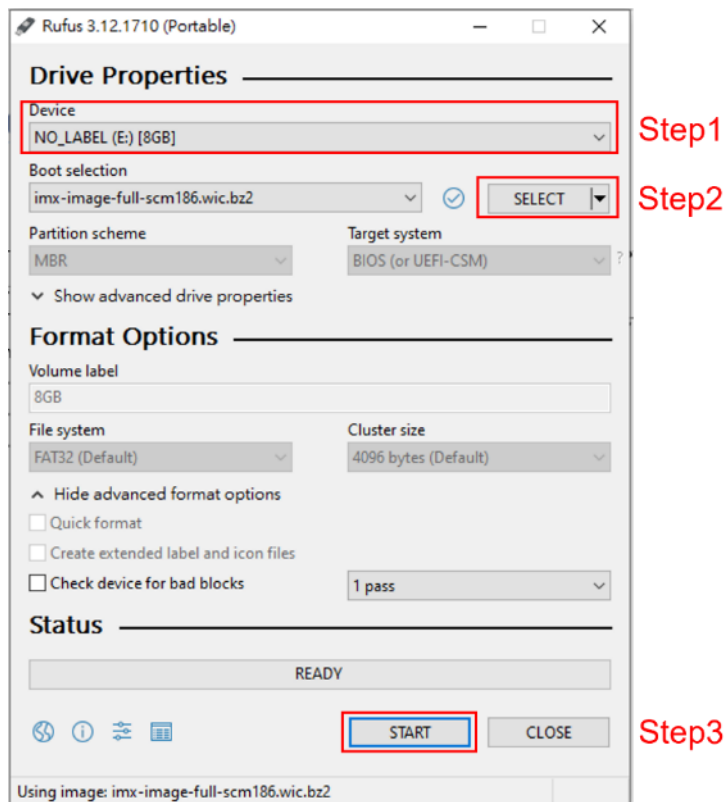 Rufus 3.12.1710 (Portable)
Drive Properties
Device
NO_LABEL (E:) [8GB]
Step1
Boot selection
imx-image-full-scm186.wic.bz2
SELECT
Step2
Partition scheme
Target system
MBR
BIOS (or UEFI-CSM)
?
Show advanced drive properties
Format Options
Volume label
8GB
File system
Cluster size
FAT32 (Default)
4096 bytes (Default)
Hide advanced format options
Quick format
Create extended label and icon files
Check device for bad blocks
1 pass
Status
READY
START
CLOSE
Step3
Using image: imx-image-full-scm186.wic.bz2